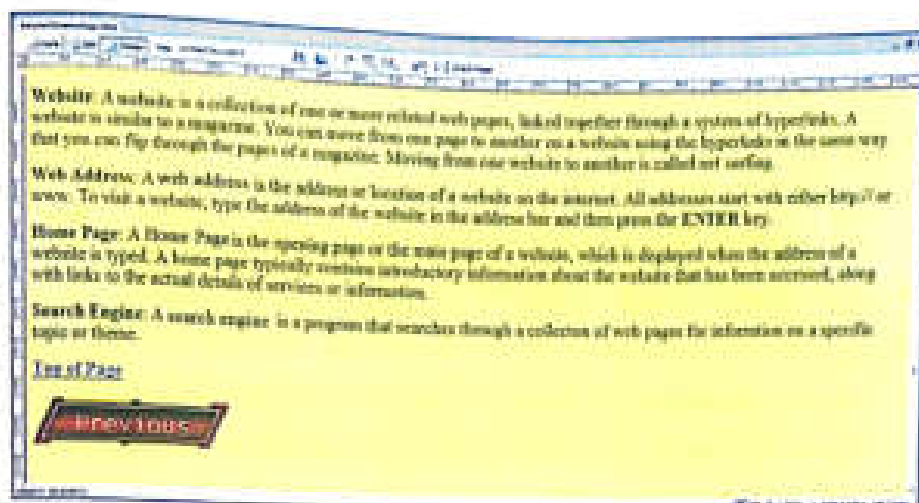 Website: A website is a collection of one or more related web pages, linked together through a system of hyperlinks. A
website is similar to a magazine. You can move from one page to another on a website using the hyperlinks in the same way
that you can flip through the pages of a magazine. Moving from one website to another is called net surfing.
Web Address: A web address is the address or location of a website on the internet. All addresses start with either http:// or
www. To visit a website, type the address of the website in the address bar and then press the ENTER key.
Home Page: A Home Page is the opening page or the main page of a website, which is displayed when the address of a
website is typed. A home page typically contains introductory information about the website that has been accessed, along
with links to the actual details of services or information.
Search Engine: A search engine is a program that searches through a collection of web pages for information on a specific
topic or theme.
Top of Page
Previous